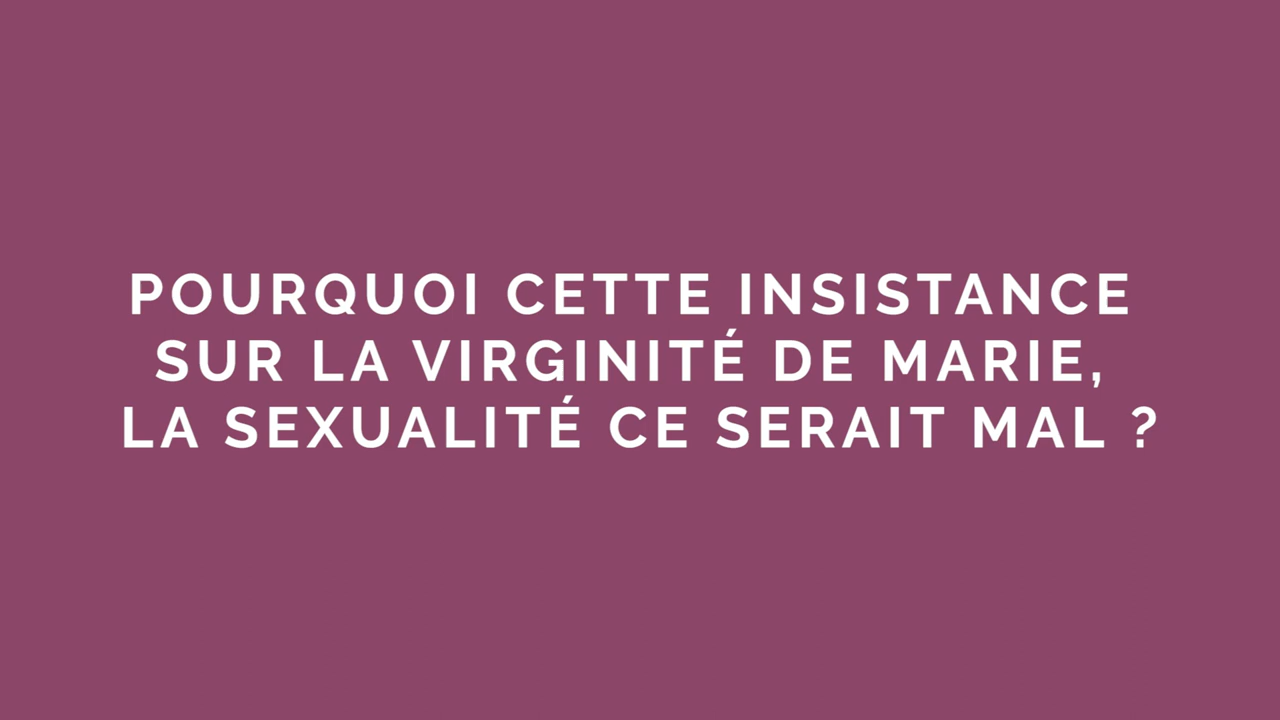 POURQUOI CETTE INSISTANCE
SUR LA VIRGINITÉ DE MARIE,
LA SEXUALITÉ CE SERAIT MAL ?